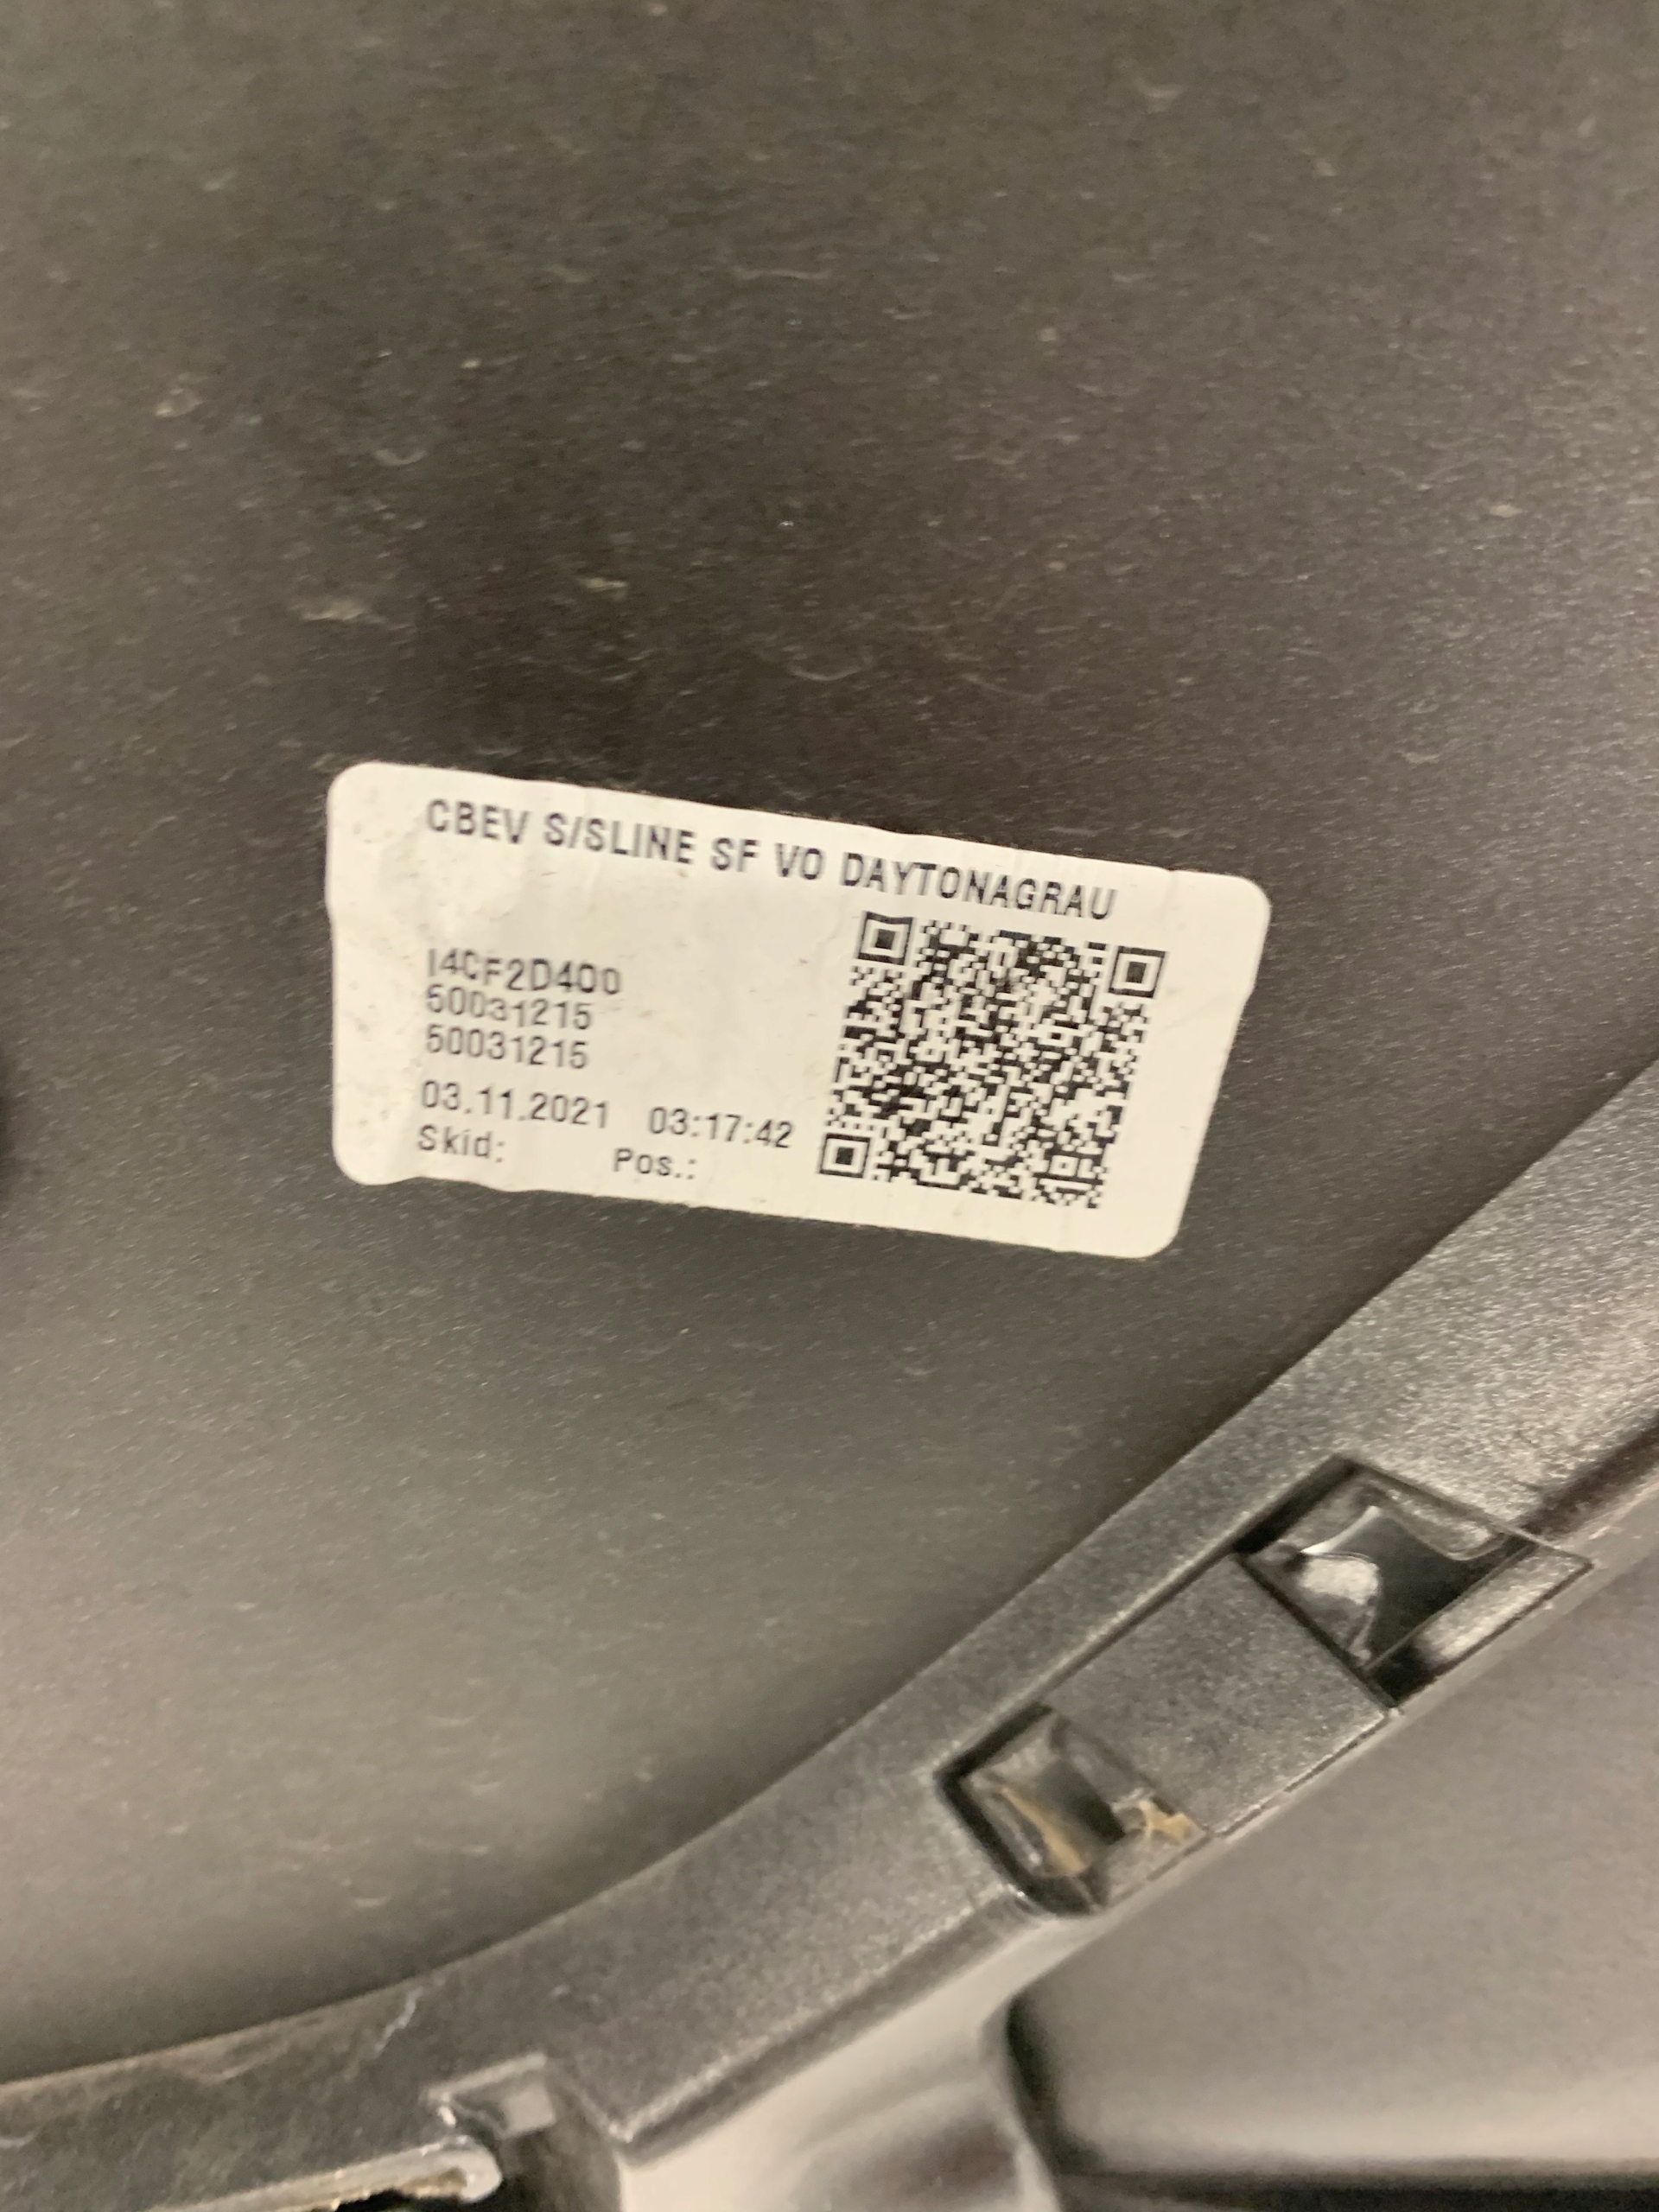 CBEV S/SLINE SF VO DAYTONAGRAU
I4CF2D400
50031215
50031215
03.11.2021 03:17:42
Skid: Pos.: